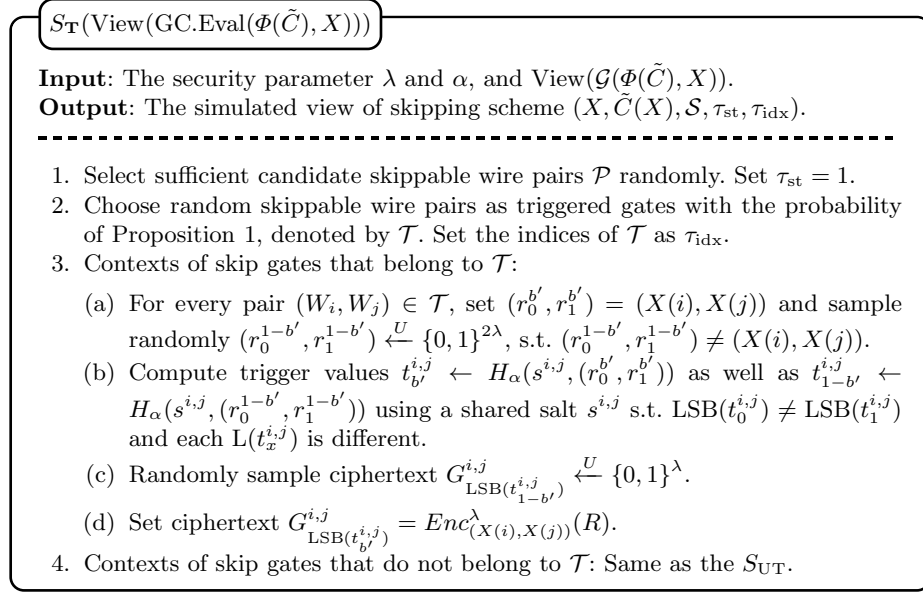 S_T(View(GC.Eval(Φ(C̃), X)))
Input: The security parameter λ and α, and View(𝒢(Φ(C̃), X)).
Output: The simulated view of skipping scheme (X, C̃(X), 𝒮, τ_st, τ_idx).
1. Select sufficient candidate skippable wire pairs 𝒫 randomly. Set τ_st = 1.
2. Choose random skippable wire pairs as triggered gates with the probability
of Proposition 1, denoted by 𝒯. Set the indices of 𝒯 as τ_idx.
3. Contexts of skip gates that belong to 𝒯:
(a) For every pair (W_i, W_j) ∈ 𝒯, set (r_0^{b′}, r_1^{b′}) = (X(i), X(j)) and sample
randomly (r_0^{1−b′}, r_1^{1−b′}) ←^U {0, 1}^{2λ}, s.t. (r_0^{1−b′}, r_1^{1−b′}) ≠ (X(i), X(j)).
(b) Compute trigger values t_{b′}^{i,j} ← H_α(s^{i,j}, (r_0^{b′}, r_1^{b′})) as well as t_{1−b′}^{i,j} ←
H_α(s^{i,j}, (r_0^{1−b′}, r_1^{1−b′})) using a shared salt s^{i,j} s.t. LSB(t_0^{i,j}) ≠ LSB(t_1^{i,j})
and each L(t_x^{i,j}) is different.
(c) Randomly sample ciphertext G^{i,j}_{LSB(t_{1−b′}^{i,j})} ←^U {0, 1}^λ.
(d) Set ciphertext G^{i,j}_{LSB(t_{b′}^{i,j})} = Enc^λ_{(X(i),X(j))}(R).
4. Contexts of skip gates that do not belong to 𝒯: Same as the S_UT.